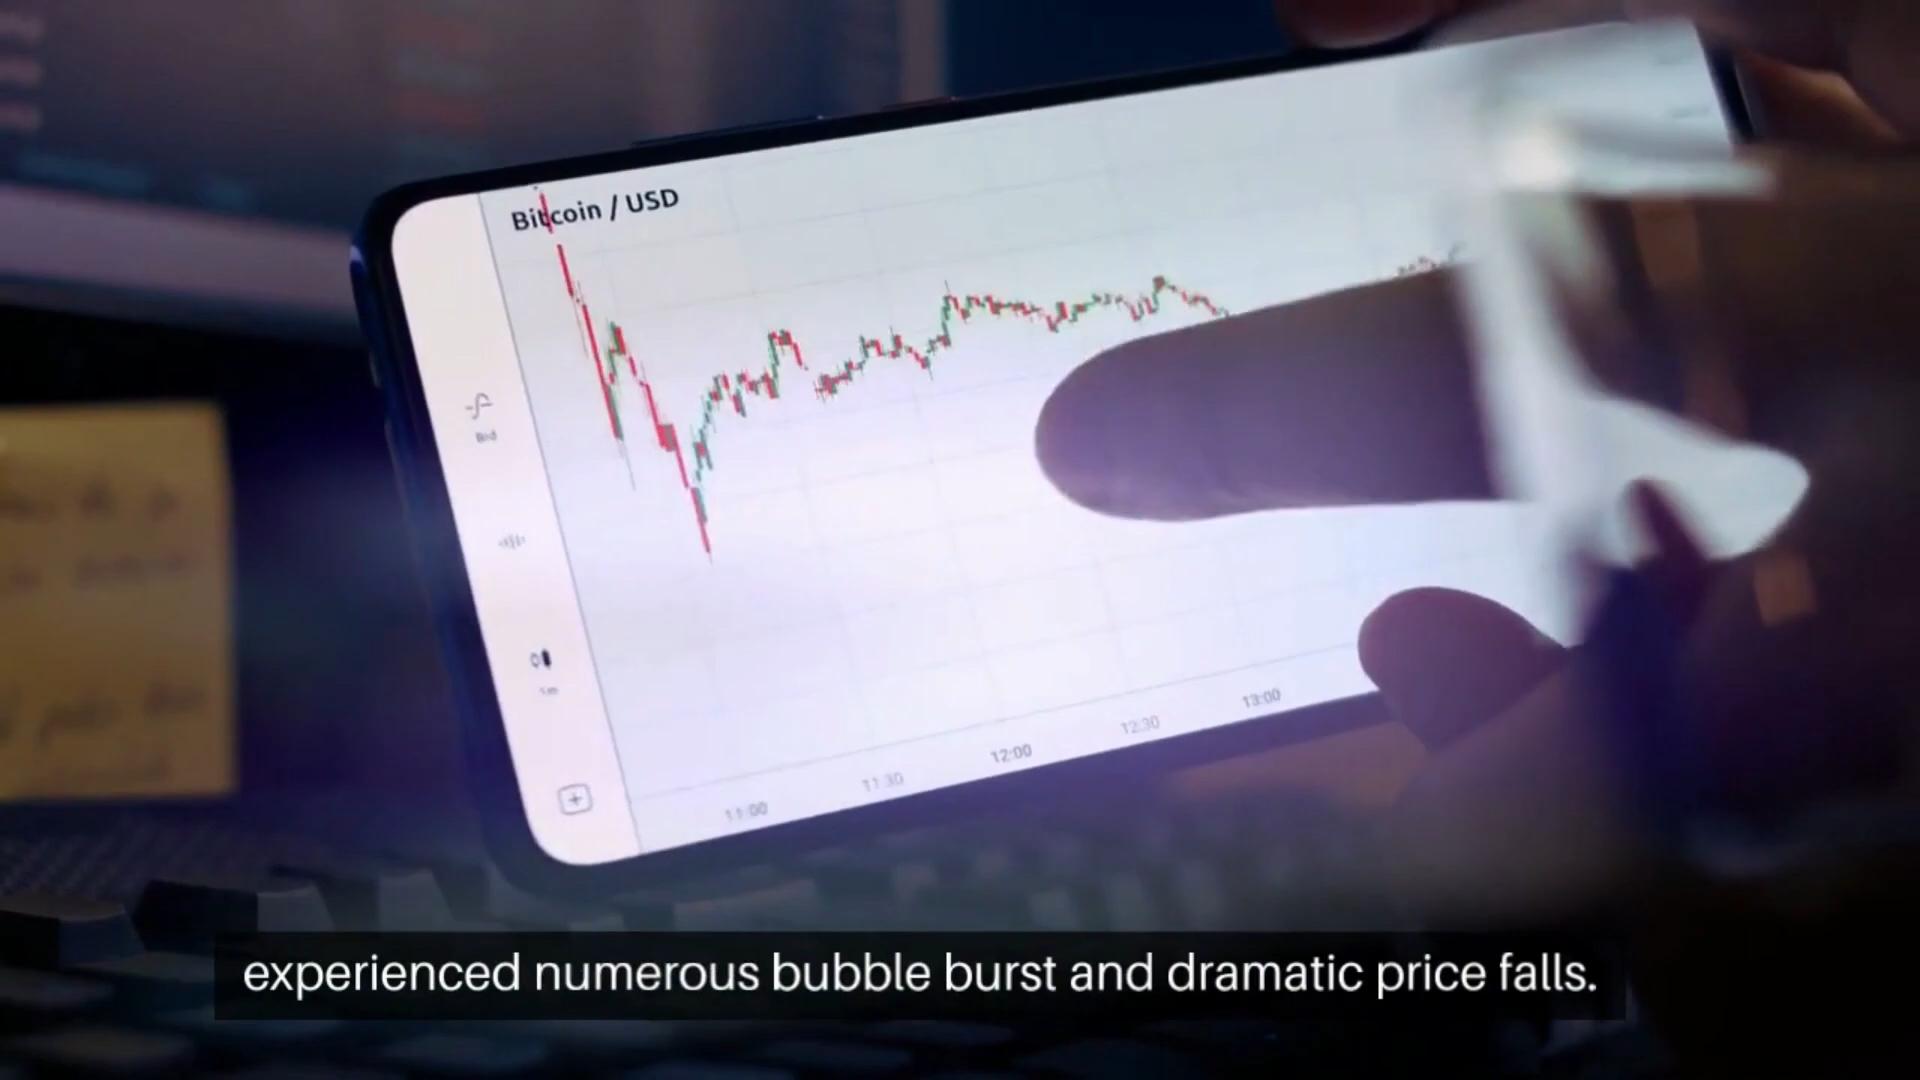 Bitcoin / USD
11:00
11:30
12:00
12:30
13:00
experienced numerous bubble burst and dramatic price falls.